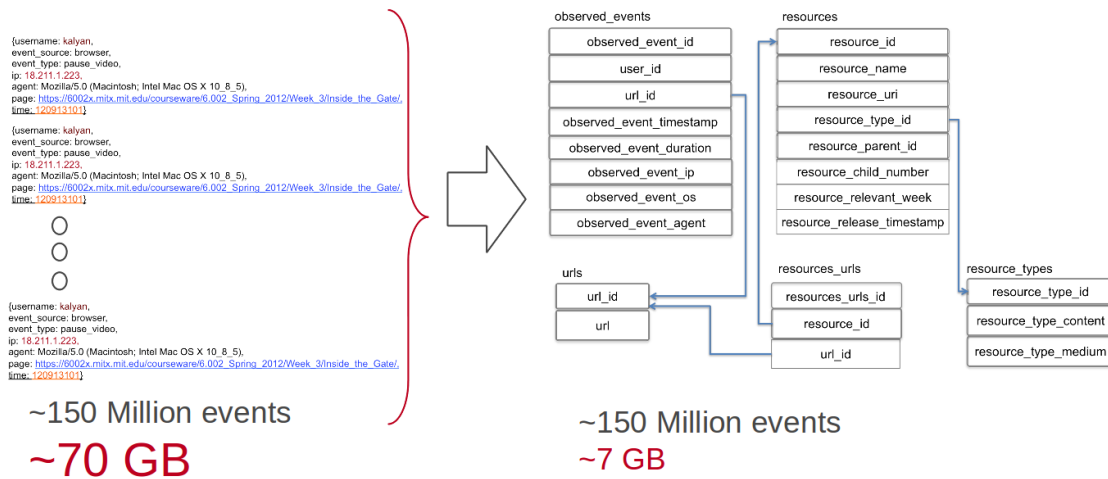 {username: kalyan,
event_source: browser,
event_type: pause_video,
ip: 18.211.1.223,
agent: Mozilla/5.0 (Macintosh; Intel Mac OS X 10_8_5),
page: https://6002x.mitx.mit.edu/courseware/6.002_Spring_2012/Week_3/Inside_the_Gate/,
time: 120913101}
{username: kalyan,
event_source: browser,
event_type: pause_video,
ip: 18.211.1.223,
agent: Mozilla/5.0 (Macintosh; Intel Mac OS X 10_8_5),
page: https://6002x.mitx.mit.edu/courseware/6.002_Spring_2012/Week_3/Inside_the_Gate/,
time: 120913101}
{username: kalyan,
event_source: browser,
event_type: pause_video,
ip: 18.211.1.223,
agent: Mozilla/5.0 (Macintosh; Intel Mac OS X 10_8_5),
page: https://6002x.mitx.mit.edu/courseware/6.002_Spring_2012/Week_3/Inside_the_Gate/,
time: 120913101}
~150 Million events
~70 GB
observed_events
observed_event_id
user_id
url_id
observed_event_timestamp
observed_event_duration
observed_event_ip
observed_event_os
observed_event_agent
resources
resource_id
resource_name
resource_uri
resource_type_id
resource_parent_id
resource_child_number
resource_relevant_week
resource_release_timestamp
urls
url_id
url
resources_urls
resources_urls_id
resource_id
url_id
resource_types
resource_type_id
resource_type_content
resource_type_medium
~150 Million events
~7 GB